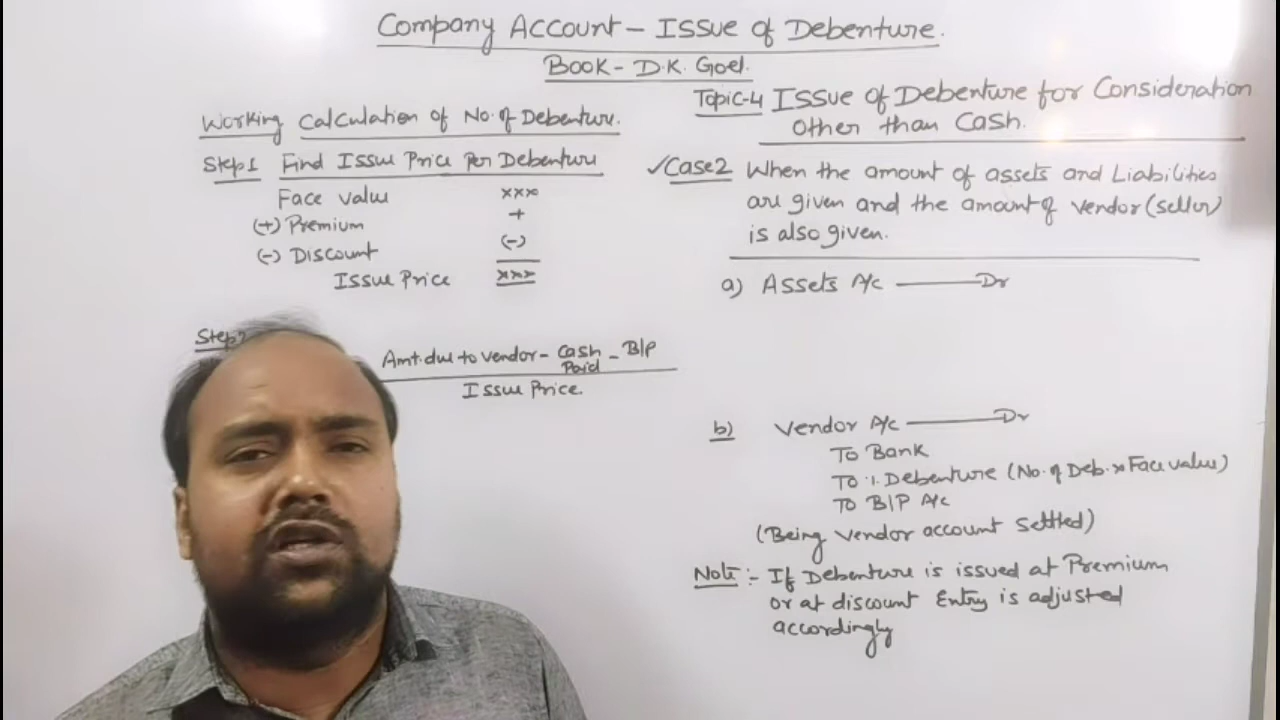 Company Account - Issue of Debenture.
Book - D.K. Goel.
Topic-4 Issue of Debenture for Consideration
other than Cash.
Working Calculation of No. of Debenture.
Step 1 Find Issue Price Per Debenture
Face value xxx
(+) Premium +
(-) Discount (-)
Issue Price xxx
Step 2
Amt. due to vendor - Cash Paid - B/P
Issue Price.
✓Case 2 When the amount of assets and Liabilities
are given and the amount of vendor (seller)
is also given.
a) Assets A/c —— Dr
b) Vendor A/c —— Dr
To Bank
To % Debenture (No. of Deb. x Face value)
To B/P A/c
(Being vendor account settled)
Note :- If Debenture is issued at Premium
or at discount Entry is adjusted
accordingly